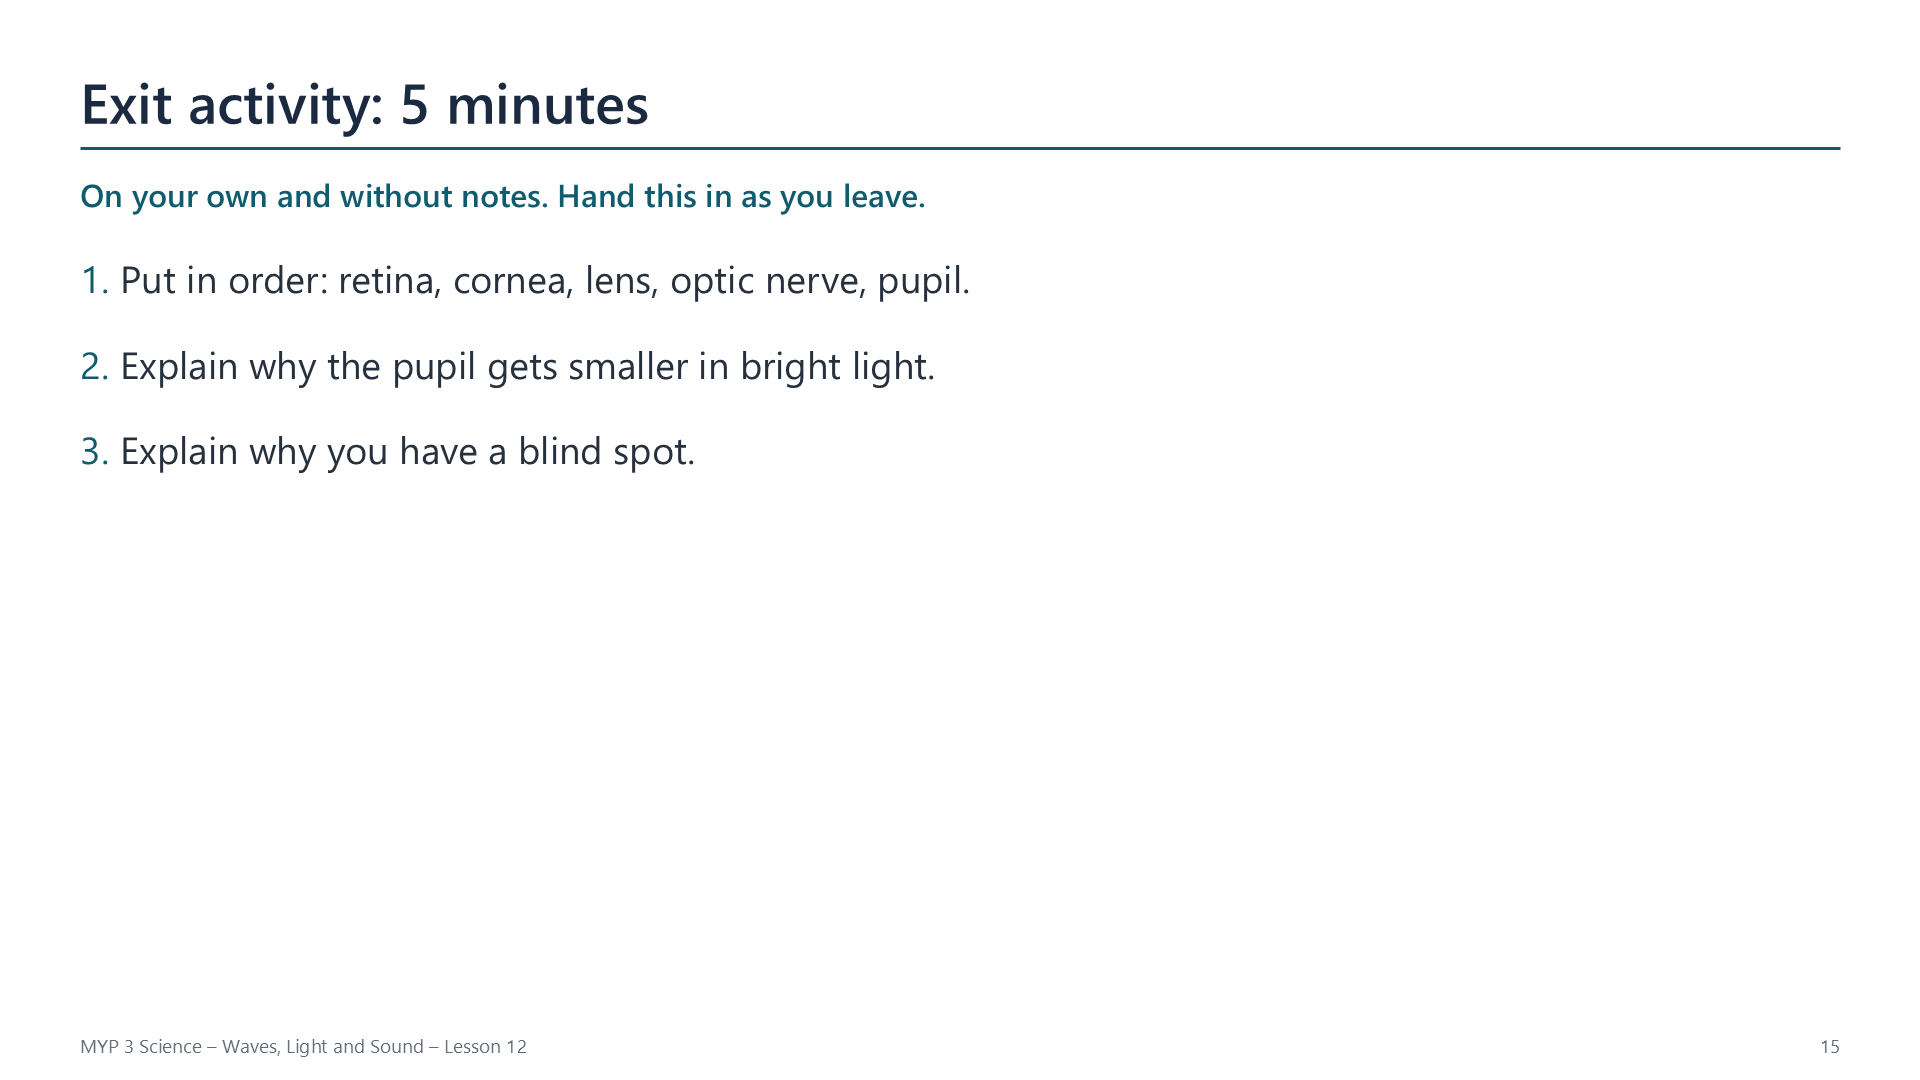 Exit activity: 5 minutes
On your own and without notes. Hand this in as you leave.
1. Put in order: retina, cornea, lens, optic nerve, pupil.
2. Explain why the pupil gets smaller in bright light.
3. Explain why you have a blind spot.
MYP 3 Science – Waves, Light and Sound – Lesson 12
15